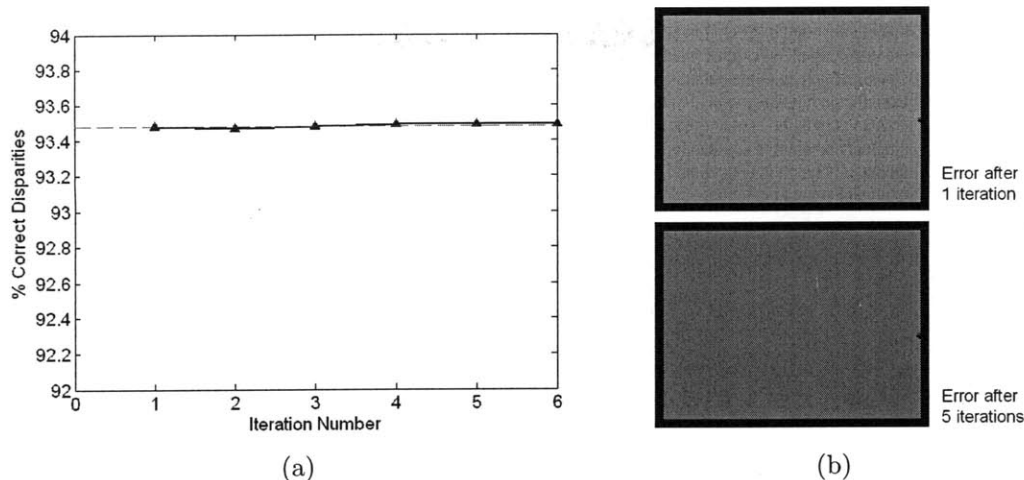 94
93.8
93.6
93.4
93.2
93
92.8
92.6
92.4
92.2
92
% Correct Disparities
0 1 2 3 4 5 6
Iteration Number
(a)
Error after
1 iteration
Error after
5 iterations
(b)